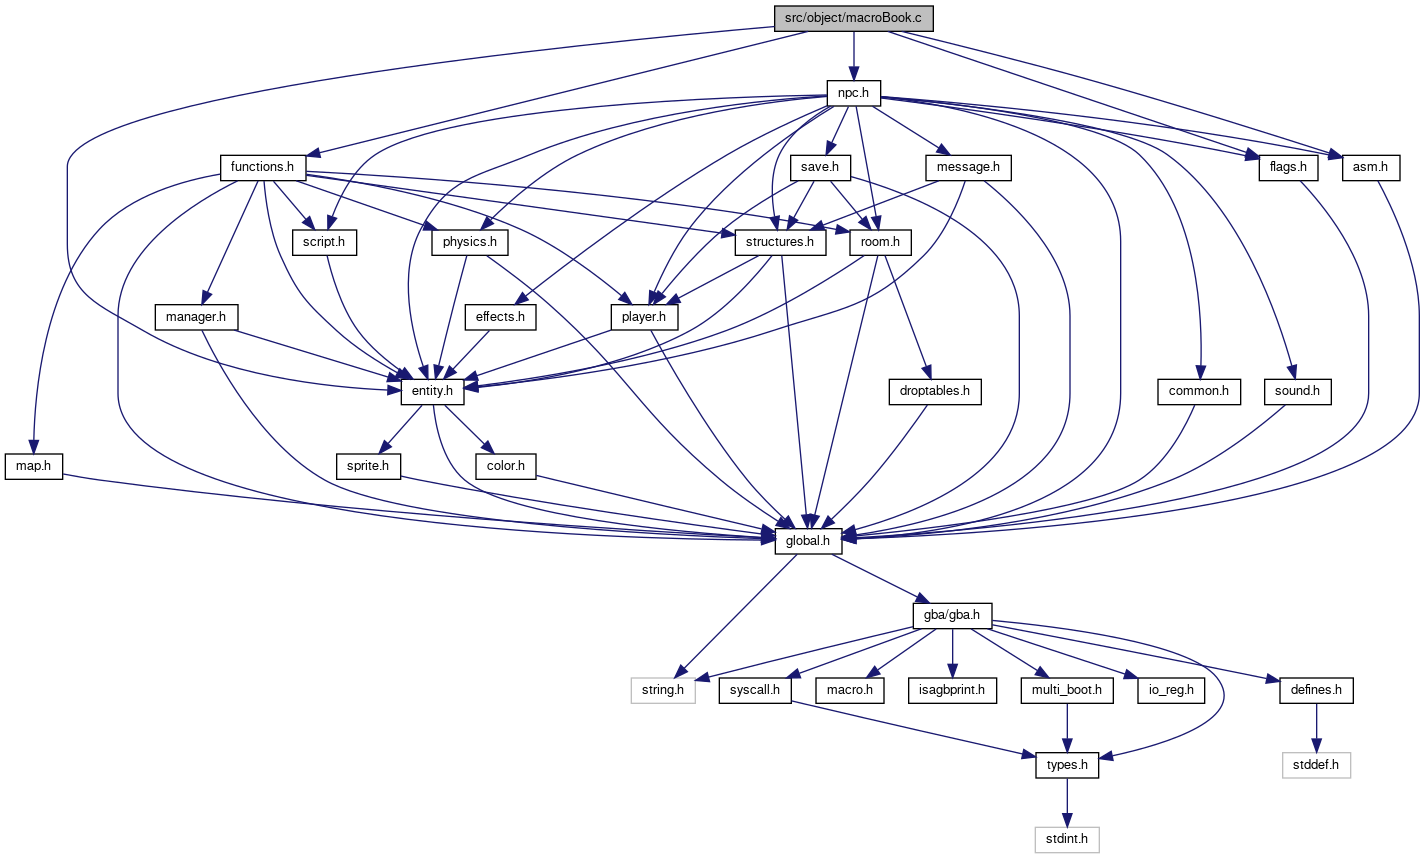 src/object/macroBook.c
npc.h
functions.h
save.h
message.h
flags.h
asm.h
script.h
physics.h
structures.h
room.h
manager.h
effects.h
player.h
entity.h
droptables.h
common.h
sound.h
map.h
sprite.h
color.h
global.h
gba/gba.h
string.h
syscall.h
macro.h
isagbprint.h
multi_boot.h
io_reg.h
defines.h
types.h
stddef.h
stdint.h